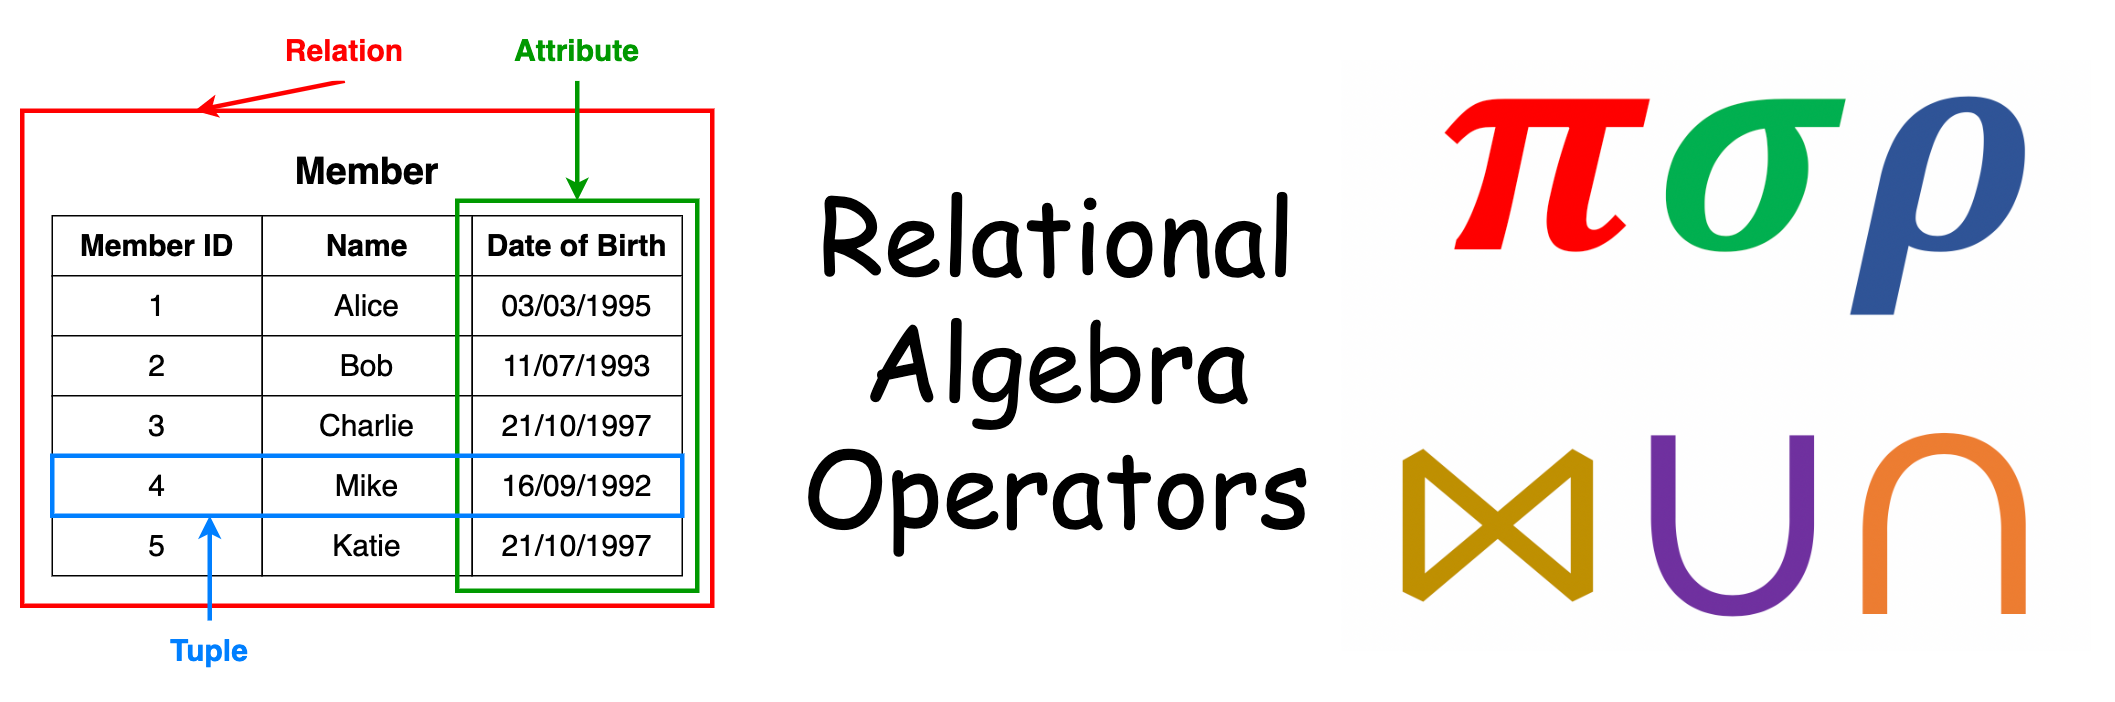 Relation
Attribute
Member
Member ID Name Date of Birth
1 Alice 03/03/1995
2 Bob 11/07/1993
3 Charlie 21/10/1997
4 Mike 16/09/1992
5 Katie 21/10/1997
Tuple
Relational
Algebra
Operators
π σ ρ
⋈ ∪ ∩